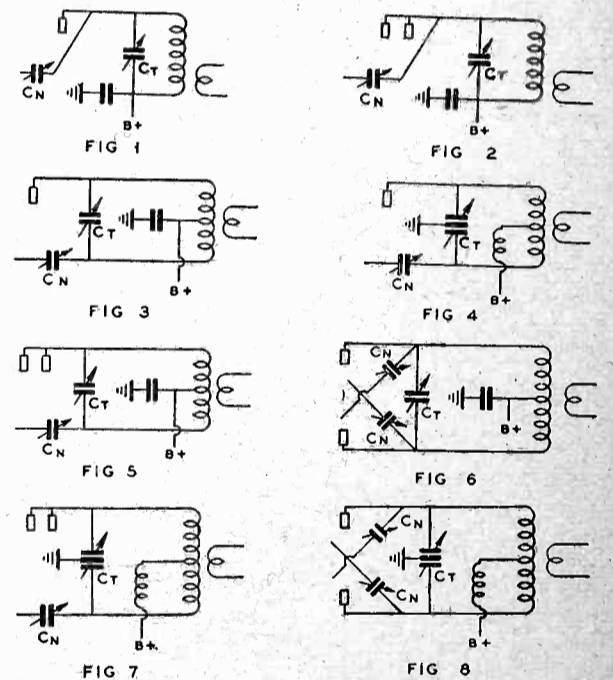 CN
CT
B+
FIG 1
CN
CT
B+
FIG 2
CT
CN
B+
FIG 3
CT
CN
B+
FIG 4
CT
CN
B+
FIG 5
CN
CT
CN
B+
FIG 6
CT
CN
B+
FIG 7
CN
CT
CN
B+
FIG 8